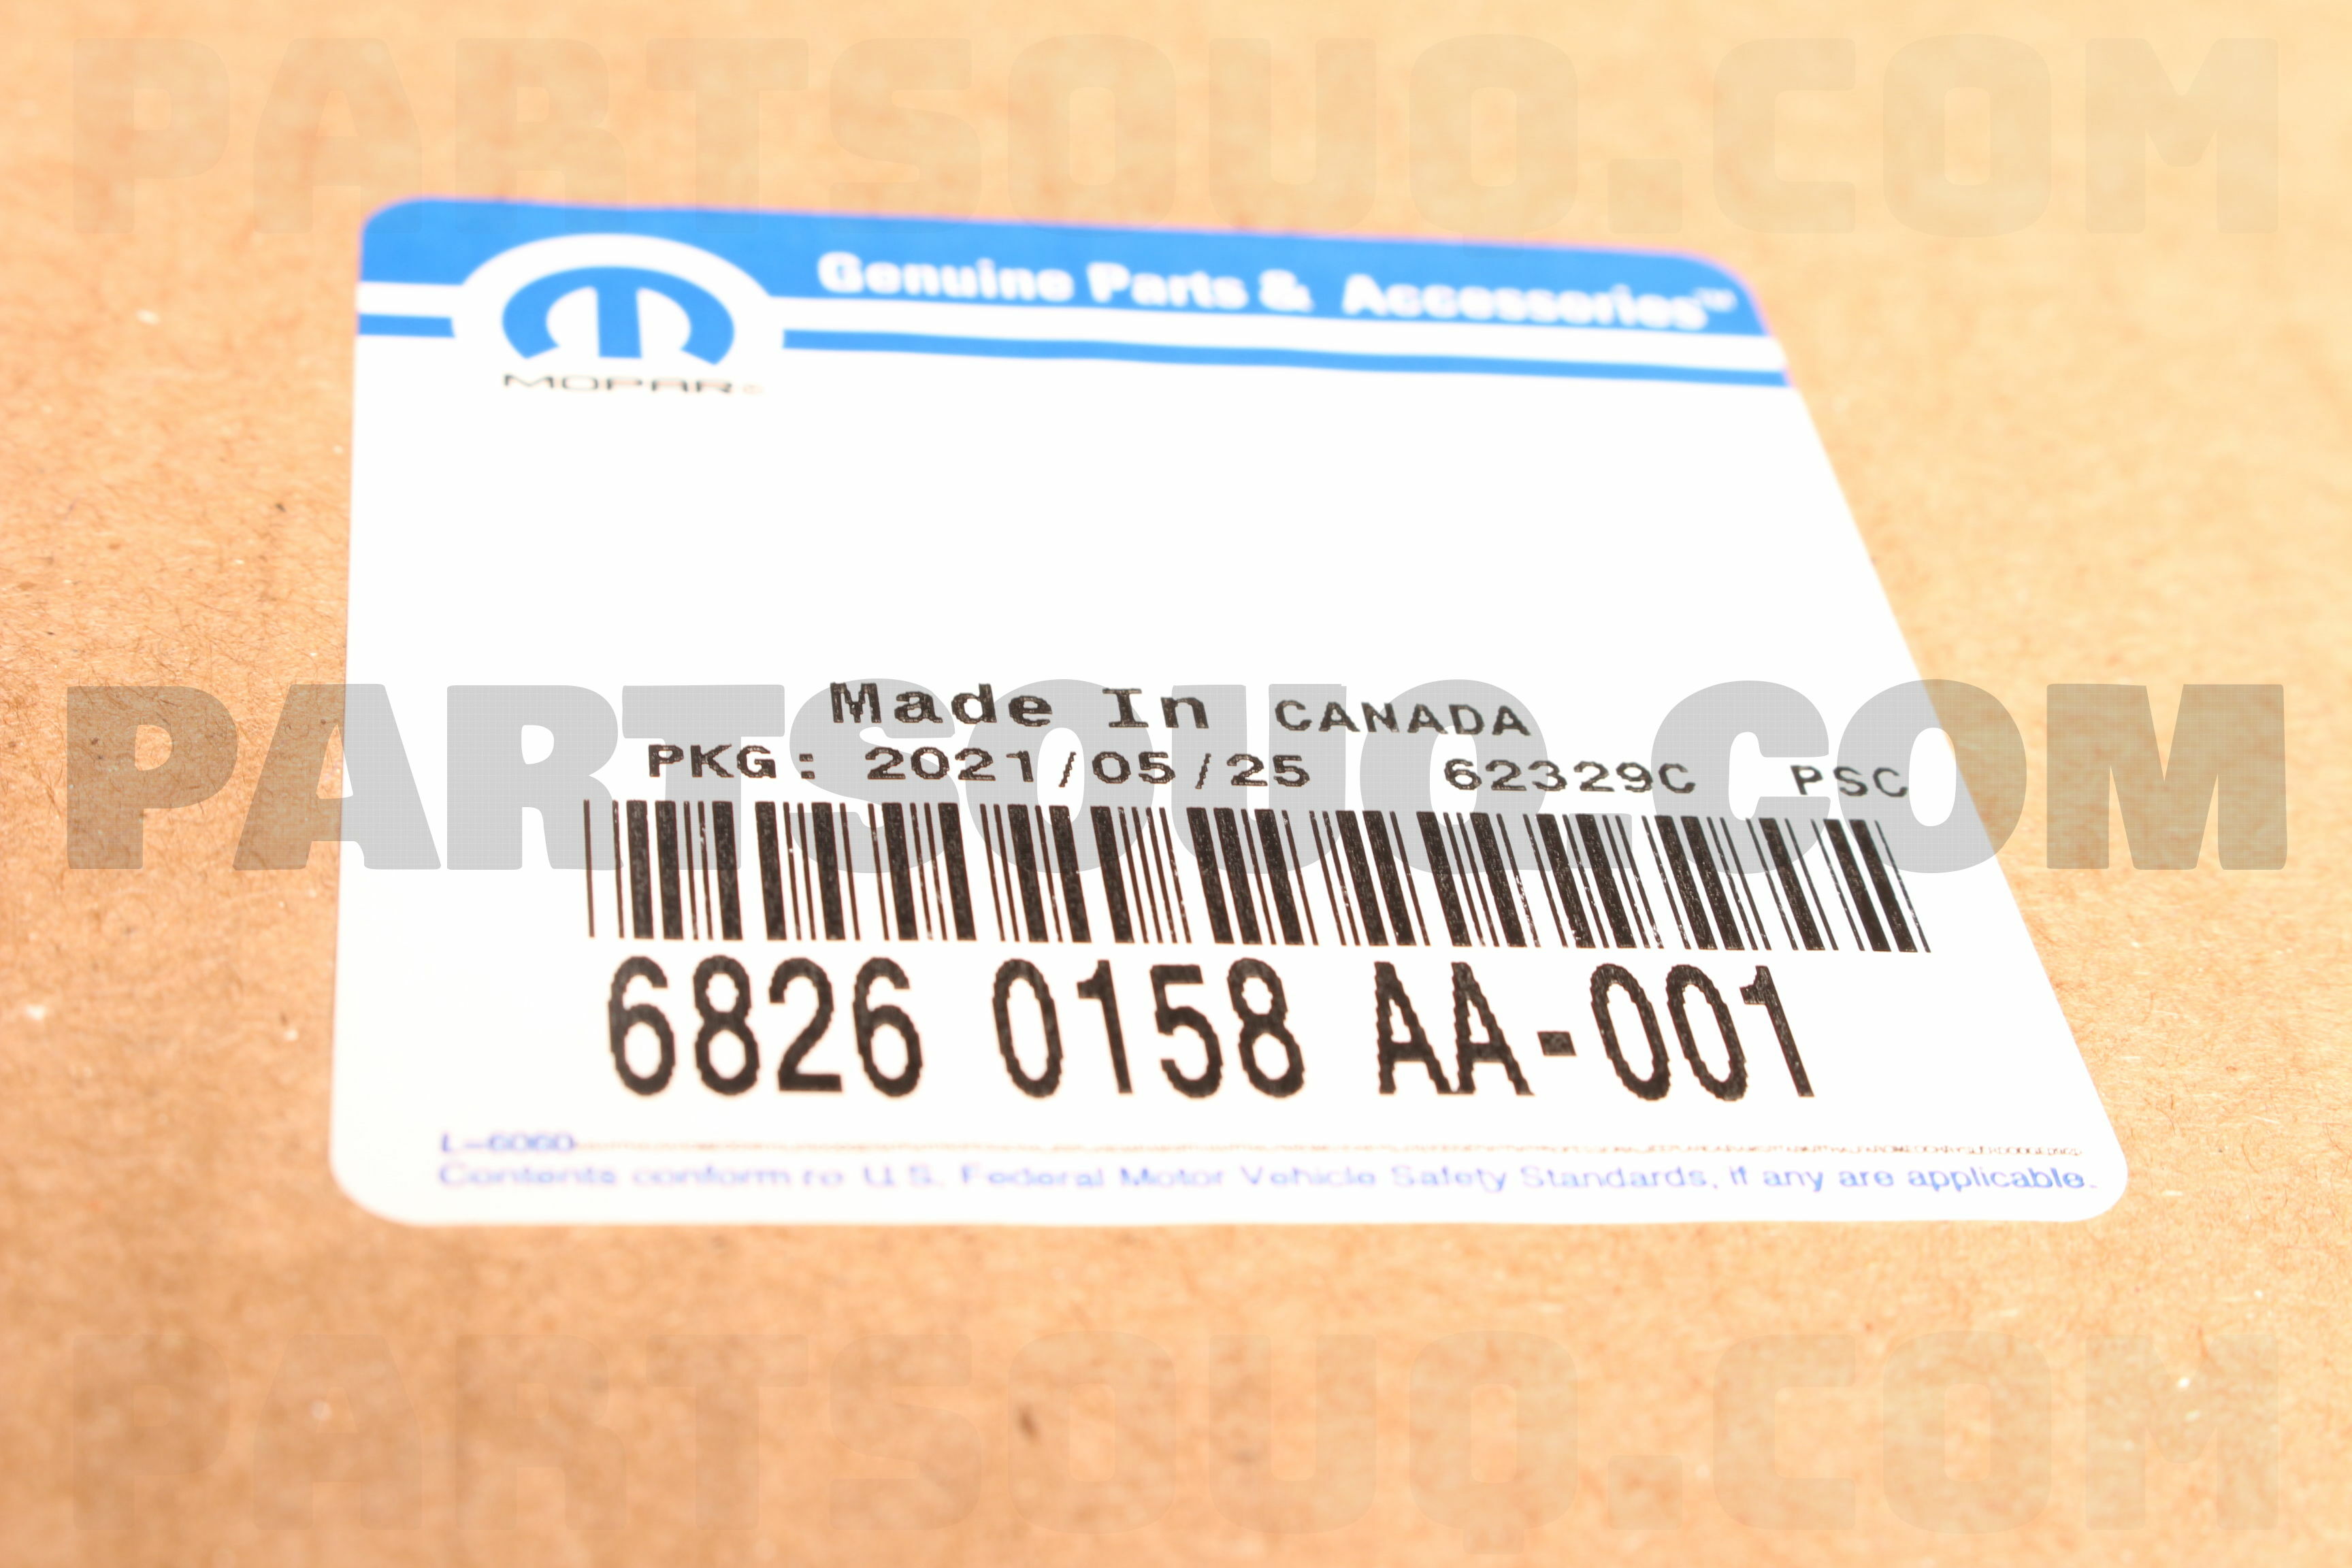 PARTSOUQ.COM
Genuine Parts & Accessories™
MOPAR
Made In CANADA
PKG: 2021/05/25 62329C PSC
PARTSOUQ.COM
6826 0158 AA-001
L-6060
Contents conform to U.S. Federal Motor Vehicle Safety Standards, if any are applicable.
PARTSOUQ.COM